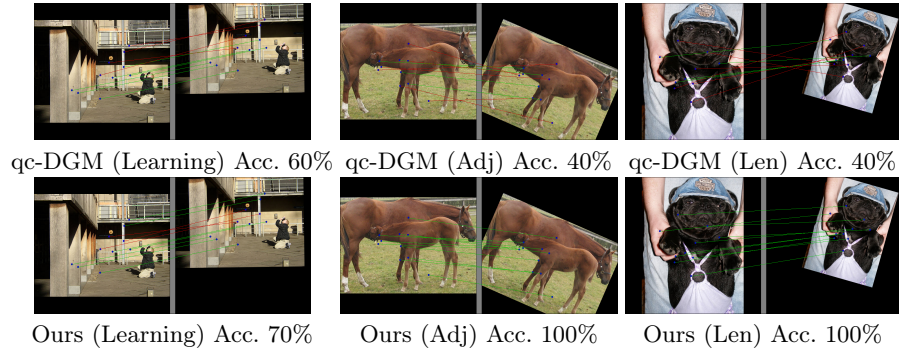 qc-DGM (Learning) Acc. 60%
qc-DGM (Adj) Acc. 40%
qc-DGM (Len) Acc. 40%
Ours (Learning) Acc. 70%
Ours (Adj) Acc. 100%
Ours (Len) Acc. 100%